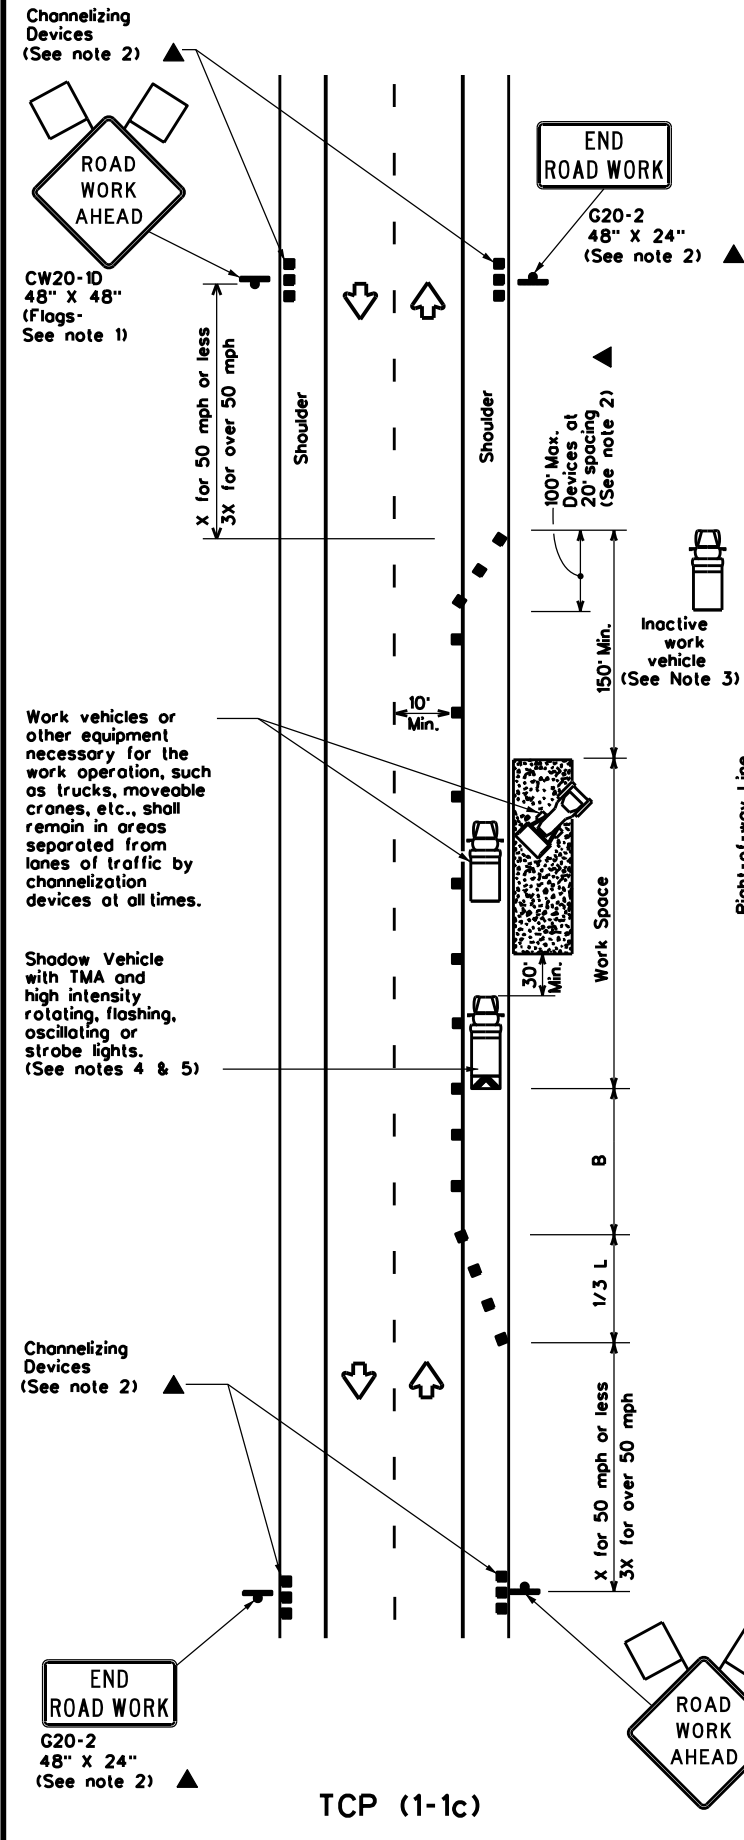 Channelizing
Devices
(See note 2)
ROAD
WORK
AHEAD
CW20-1D
48" X 48"
(Flags-
See note 1)
END
ROAD WORK
G20-2
48" X 24"
(See note 2)
X for 50 mph or less
3X for over 50 mph
Shoulder
Shoulder
100' Max.
Devices at
20' spacing
(See note 2)
Inactive
work
vehicle
(See Note 3)
150' Min.
10'
Min.
Work vehicles or
other equipment
necessary for the
work operation, such
as trucks, moveable
cranes, etc., shall
remain in areas
separated from
lanes of traffic by
channelization
devices at all times.
Right-of-way Line
Work Space
30'
Min.
Shadow Vehicle
with TMA and
high intensity
rotating, flashing,
oscillating or
strobe lights.
(See notes 4 & 5)
B
1/3 L
Channelizing
Devices
(See note 2)
X for 50 mph or less
3X for over 50 mph
END
ROAD WORK
G20-2
48" X 24"
(See note 2)
ROAD
WORK
AHEAD
TCP (1-1c)